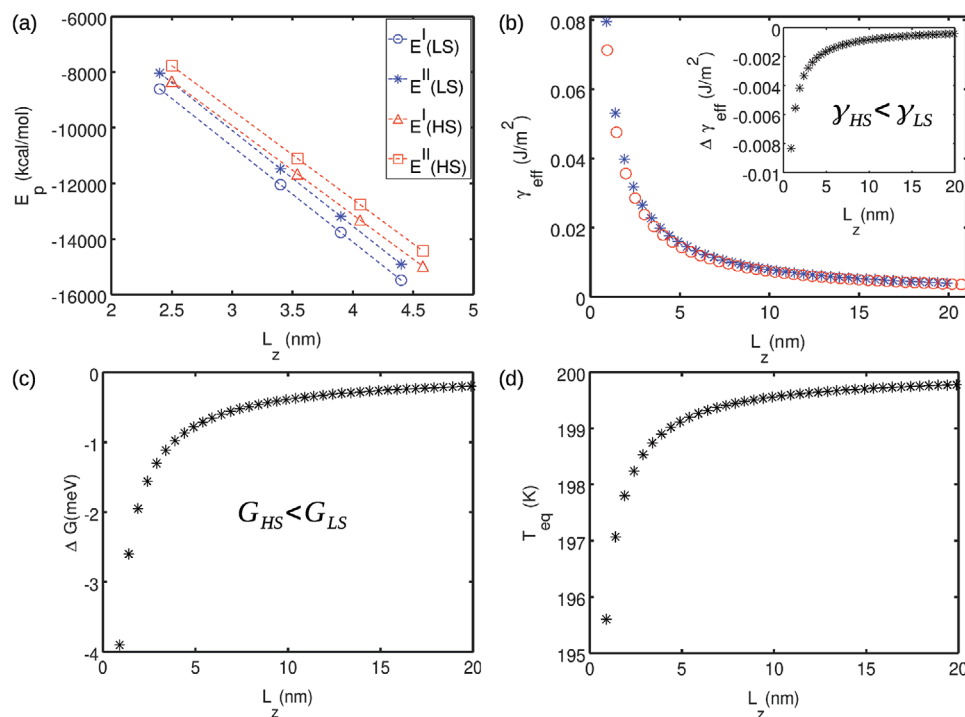 (a)
-6000
-8000
-10000
-12000
-14000
-16000
E_p (kcal/mol)
2
2.5
3
3.5
4
4.5
5
L_z (nm)
E^I(LS)
E^II(LS)
E^I(HS)
E^II(HS)
(b)
0.08
0.06
0.04
0.02
0
γ_eff (J/m^2)
0
5
10
15
20
L_z (nm)
0
-0.002
-0.004
-0.006
-0.008
-0.01
Δ γ_eff (J/m^2)
γ_HS<γ_LS
0
5
10
15
20
L_z(nm)
(c)
0
-1
-2
-3
-4
Δ G(meV)
G_HS<G_LS
0
5
10
15
20
L_z(nm)
(d)
200
199
198
197
196
195
T_eq (K)
0
5
10
15
20
L_z(nm)